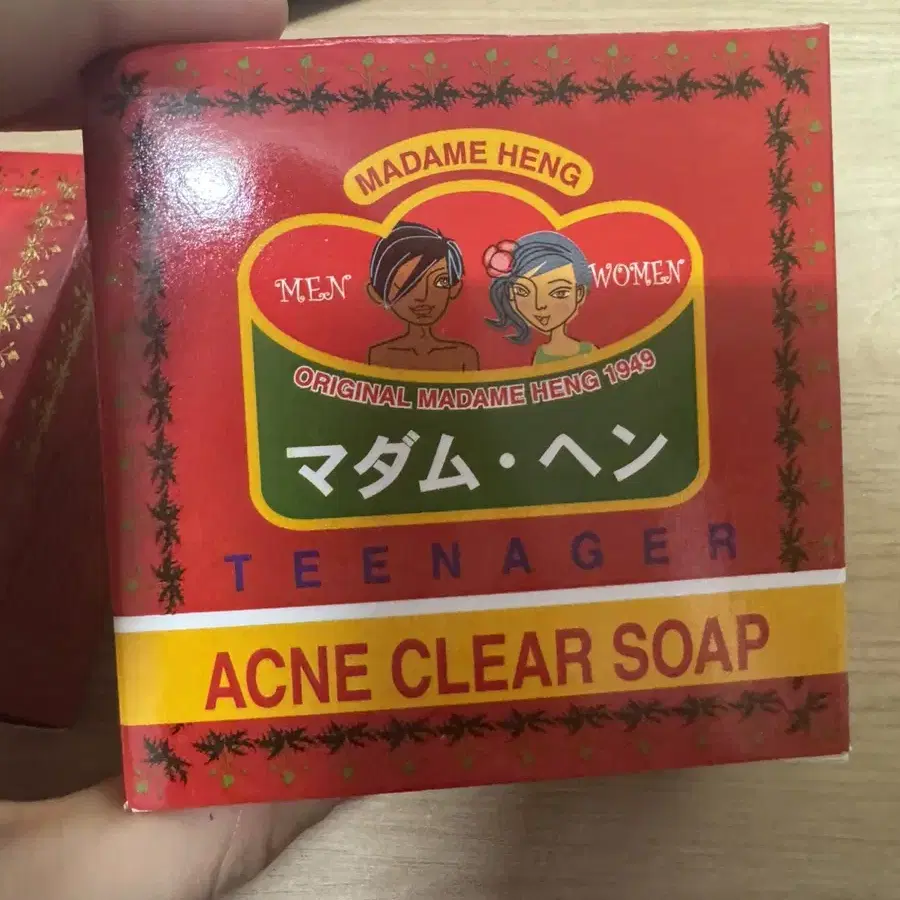 MADAME HENG
MEN
WOMEN
ORIGINAL MADAME HENG 1949
マダム・ヘン
TEENAGER
ACNE CLEAR SOAP